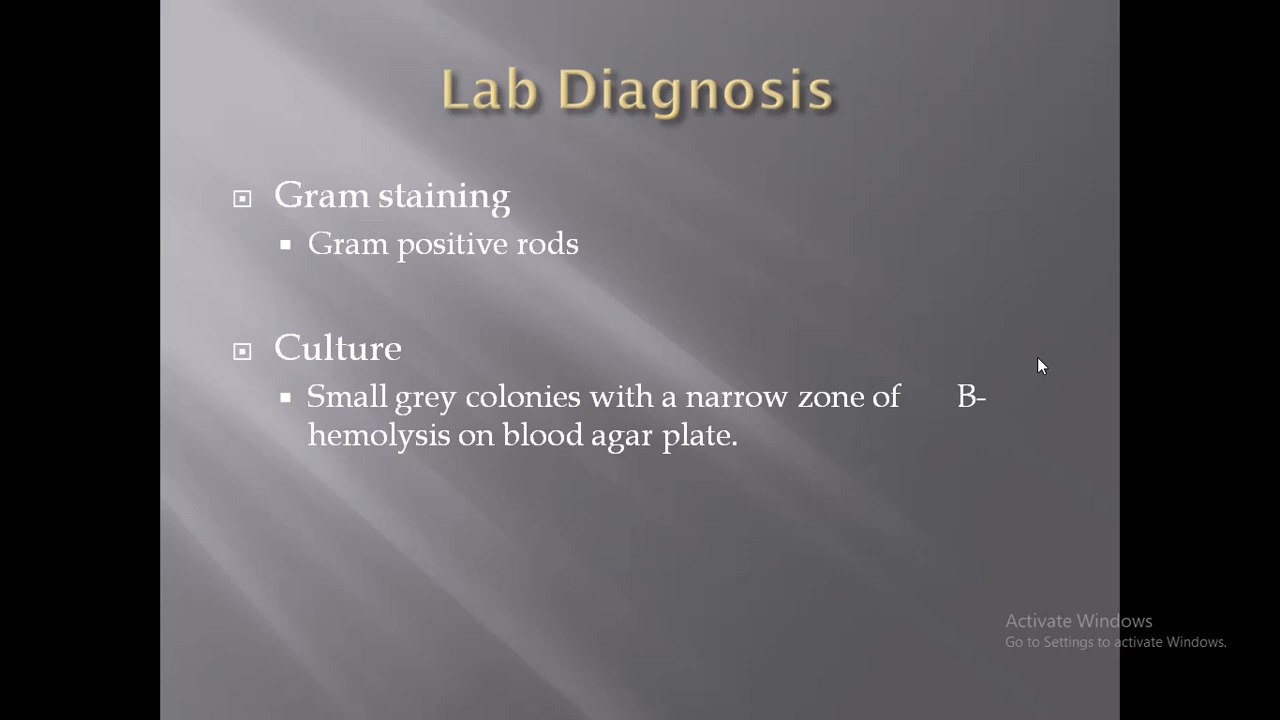 Lab Diagnosis
Gram staining
Gram positive rods
Culture
Small grey colonies with a narrow zone of B-
hemolysis on blood agar plate.
Activate Windows
Go to Settings to activate Windows.